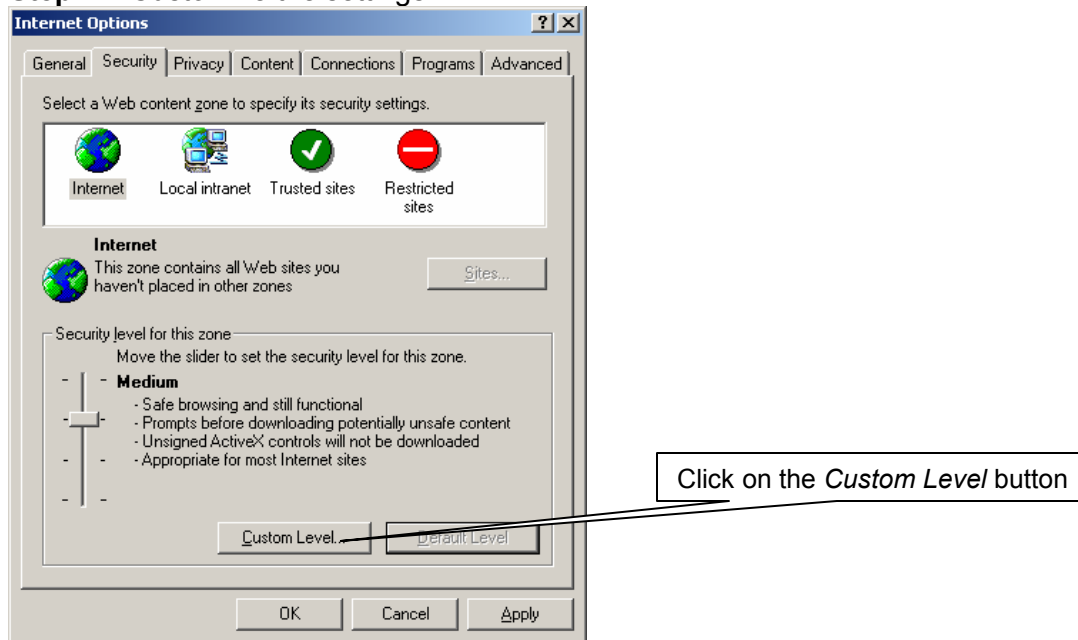 Internet Options
General Security Privacy Content Connections Programs Advanced
Select a Web content zone to specify its security settings.
Internet Local intranet Trusted sites Restricted
sites
Internet
This zone contains all Web sites you
haven't placed in other zones
Sites...
Security level for this zone
Move the slider to set the security level for this zone.
Medium
- Safe browsing and still functional
- Prompts before downloading potentially unsafe content
- Unsigned ActiveX controls will not be downloaded
- Appropriate for most Internet sites
Click on the Custom Level button
Custom Level... Default Level
OK Cancel Apply